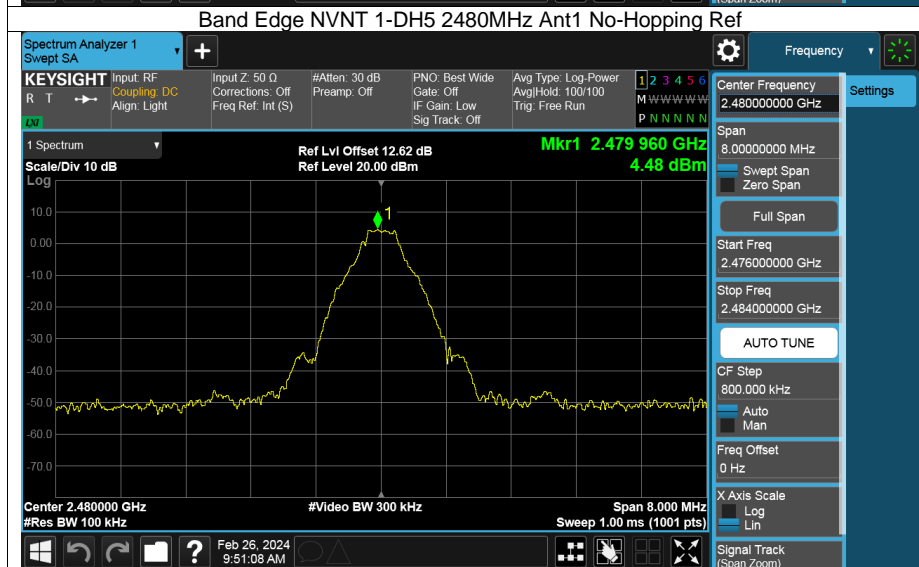 (Span Zoom)
Band Edge NVNT 1-DH5 2480MHz Ant1 No-Hopping Ref
Spectrum Analyzer 1
Swept SA
Frequency
KEYSIGHT
R T
LXI
Input: RF
Coupling: DC
Align: Light
Input Z: 50 Ω
Corrections: Off
Freq Ref: Int (S)
#Atten: 30 dB
Preamp: Off
PNO: Best Wide
Gate: Off
IF Gain: Low
Sig Track: Off
Avg Type: Log-Power
Avg|Hold: 100/100
Trig: Free Run
1 2 3 4 5 6
M W W W W W
P N N N N N
1 Spectrum
Scale/Div 10 dB
Ref Lvl Offset 12.62 dB
Ref Level 20.00 dBm
Mkr1 2.479 960 GHz
4.48 dBm
Log
1
10.0
0.00
-10.0
-20.0
-30.0
-40.0
-50.0
-60.0
-70.0
Center 2.480000 GHz
#Res BW 100 kHz
#Video BW 300 kHz
Span 8.000 MHz
Sweep 1.00 ms (1001 pts)
?
Feb 26, 2024
9:51:08 AM
Center Frequency
2.480000000 GHz
Settings
Span
8.00000000 MHz
Swept Span
Zero Span
Full Span
Start Freq
2.476000000 GHz
Stop Freq
2.484000000 GHz
AUTO TUNE
CF Step
800.000 kHz
Auto
Man
Freq Offset
0 Hz
X Axis Scale
Log
Lin
Signal Track
(Span Zoom)